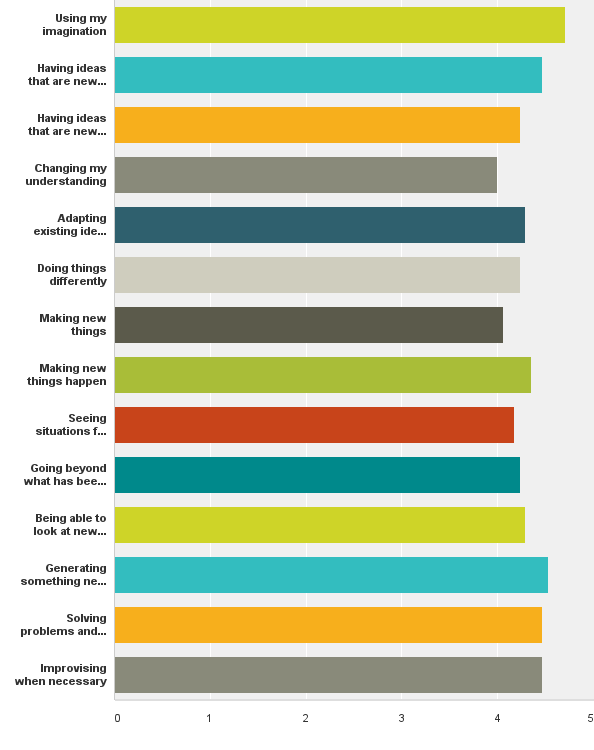 Using my
imagination
Having ideas
that are new...
Having ideas
that are new...
Changing my
understanding
Adapting
existing ide...
Doing things
differently
Making new
things
Making new
things happen
Seeing
situations f...
Going beyond
what has bee...
Being able to
look at new...
Generating
something ne...
Solving
problems and...
Improvising
when necessary
0 1 2 3 4 5